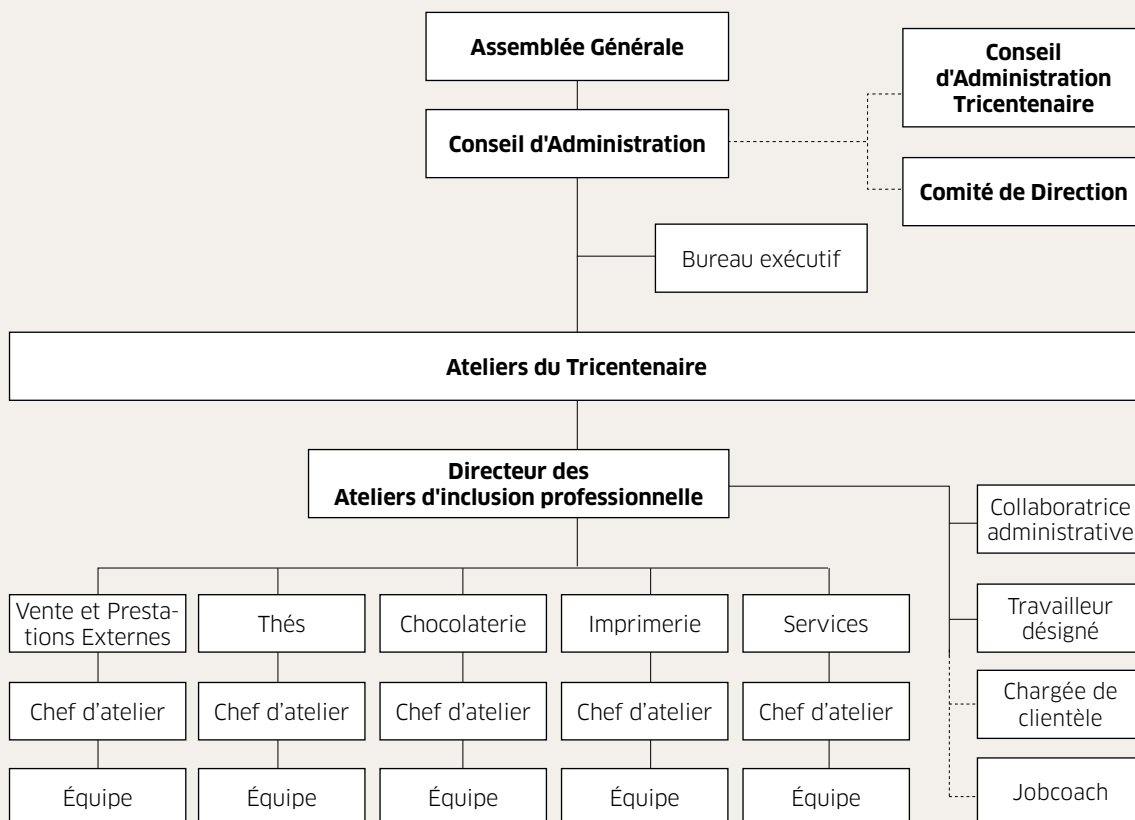 Assemblée Générale
Conseil
d'Administration
Tricentenaire
Conseil d'Administration
Comité de Direction
Bureau exécutif
Ateliers du Tricentenaire
Directeur des
Ateliers d'inclusion professionnelle
Collaboratrice
administrative
Travailleur
désigné
Chargée de
clientèle
Jobcoach
Vente et Presta-
tions Externes
Thés
Chocolaterie
Imprimerie
Services
Chef d’atelier
Chef d’atelier
Chef d’atelier
Chef d’atelier
Chef d’atelier
Équipe
Équipe
Équipe
Équipe
Équipe